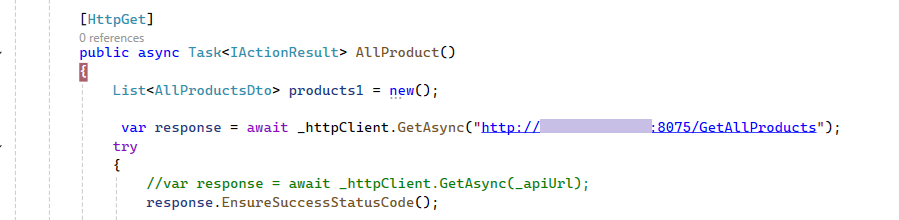 [HttpGet]
0 references
public async Task<IActionResult> AllProduct()
{
List<AllProductsDto> products1 = new();
var response = await _httpClient.GetAsync("http:// :8075/GetAllProducts");
try
{
//var response = await _httpClient.GetAsync(_apiUrl);
response.EnsureSuccessStatusCode();